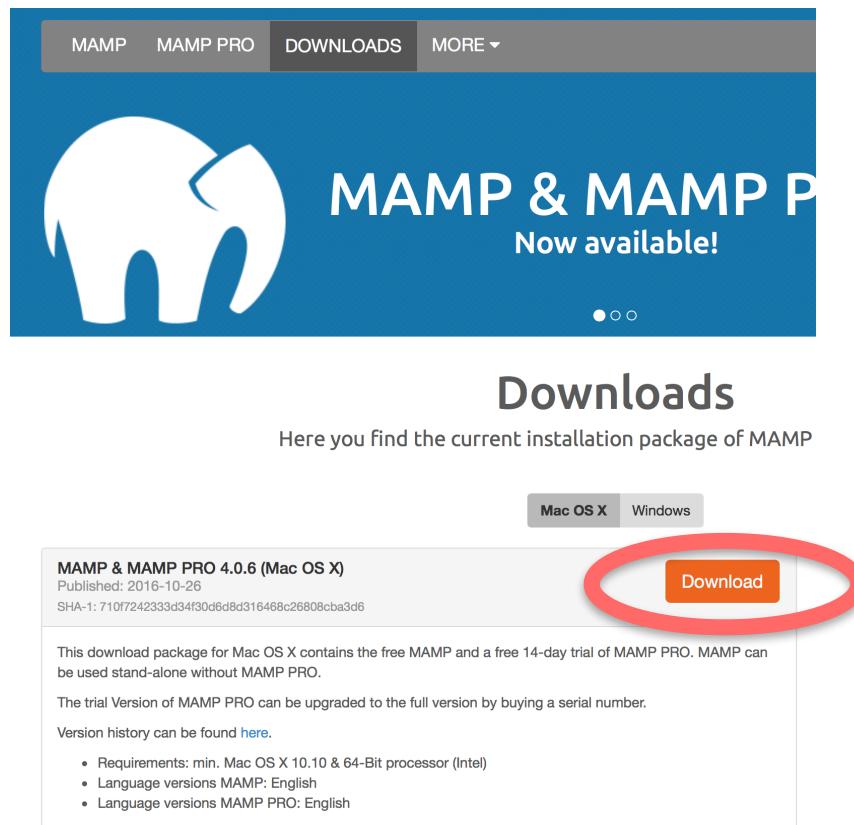 MAMP MAMP PRO DOWNLOADS MORE
MAMP & MAMP P
Now available!
Downloads
Here you find the current installation package of MAMP
Mac OS X Windows
MAMP & MAMP PRO 4.0.6 (Mac OS X)
Download
Published: 2016-10-26
SHA-1: 710f7242333d34f30d6d8d316468c26808cba3d6
This download package for Mac OS X contains the free MAMP and a free 14-day trial of MAMP PRO. MAMP can
be used stand-alone without MAMP PRO.
The trial Version of MAMP PRO can be upgraded to the full version by buying a serial number.
Version history can be found here.
• Requirements: min. Mac OS X 10.10 & 64-Bit processor (Intel)
• Language versions MAMP: English
• Language versions MAMP PRO: English